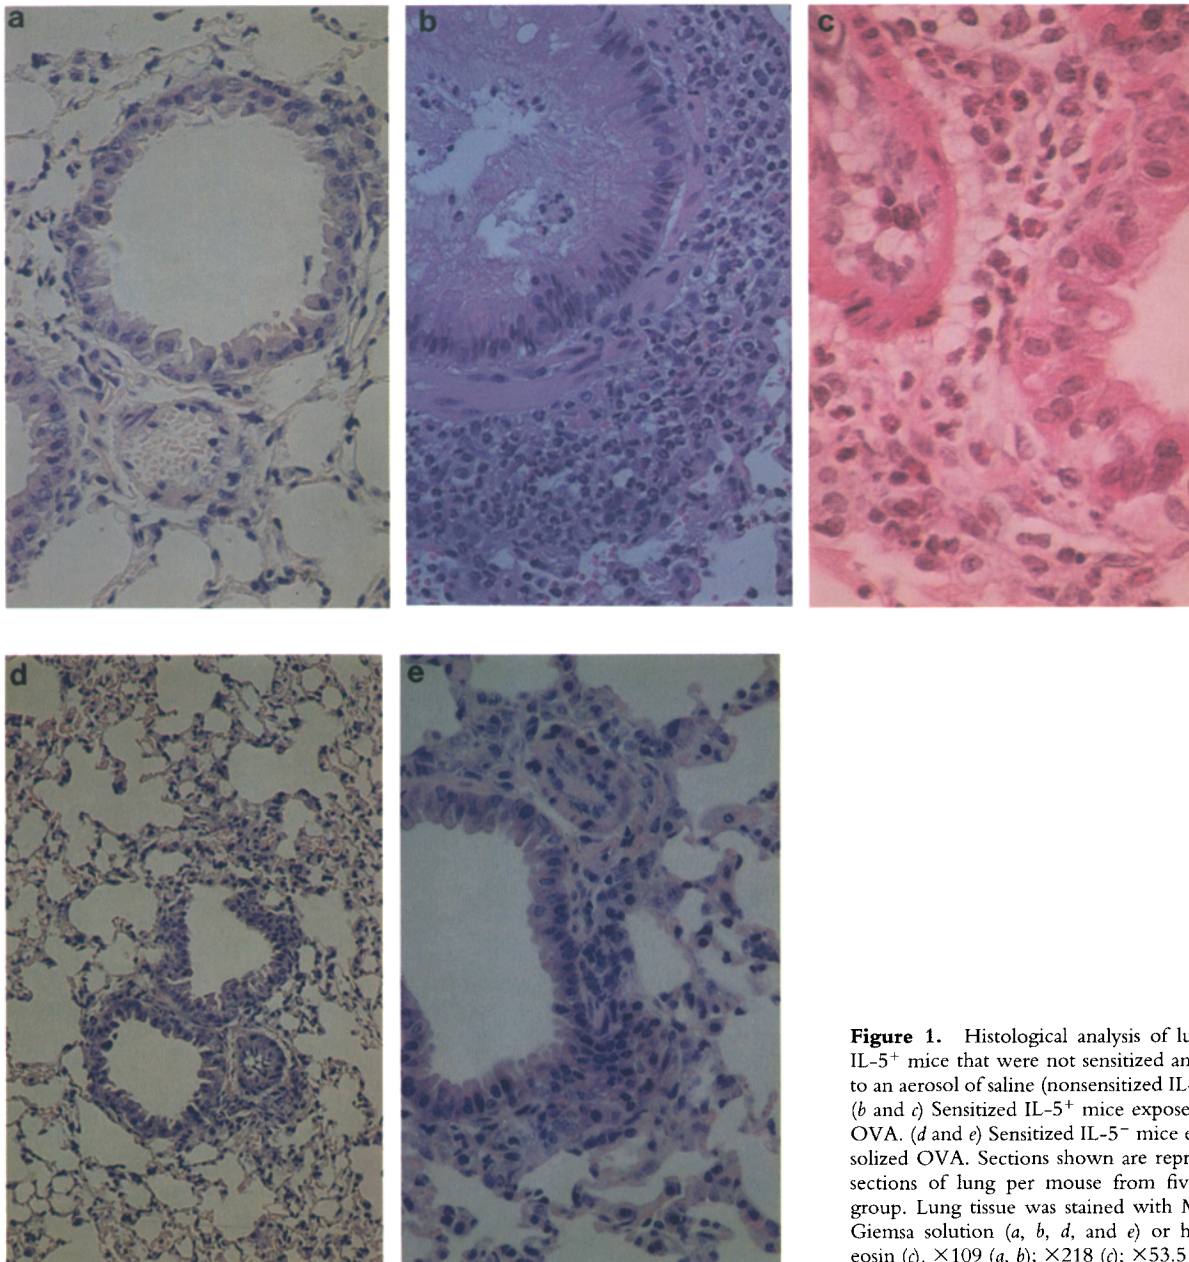 a
b
c
d
e
Figure 1. Histological analysis of lu
IL-5⁺ mice that were not sensitized an
to an aerosol of saline (nonsensitized IL-
(b and c) Sensitized IL-5⁺ mice expose
OVA. (d and e) Sensitized IL-5⁻ mice e
solized OVA. Sections shown are repr
sections of lung per mouse from fiv
group. Lung tissue was stained with M
Giemsa solution (a, b, d, and e) or h
eosin (c). ×109 (a, b); ×218 (c); ×53.5